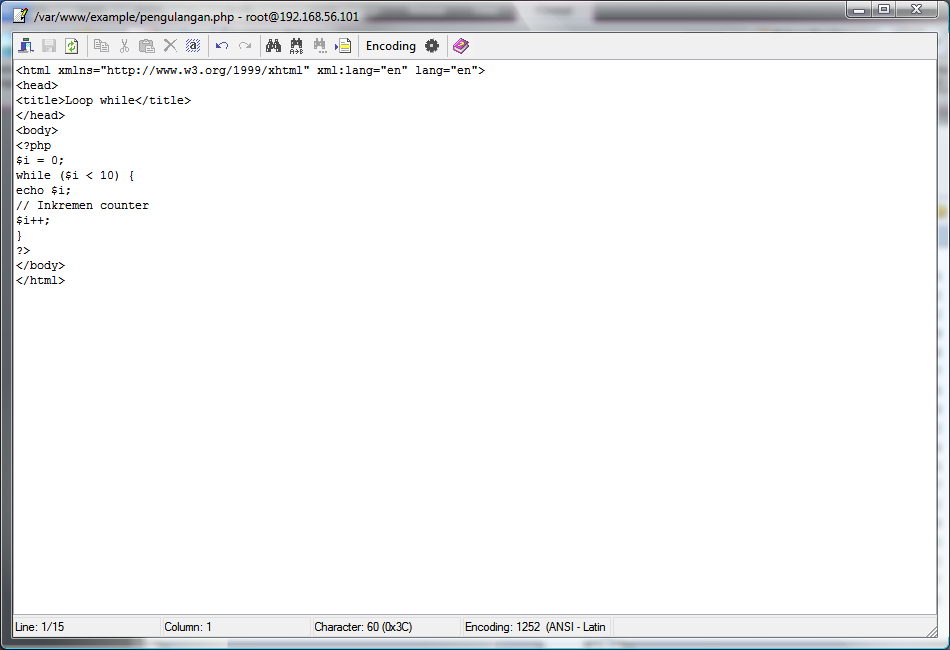 /var/www/example/pengulangan.php - root@192.168.56.101
Encoding
<html xmlns="http://www.w3.org/1999/xhtml" xml:lang="en" lang="en">
<head>
<title>Loop while</title>
</head>
<body>
<?php
$i = 0;
while ($i < 10) {
echo $i;
// Inkremen counter
$i++;
}
?>
</body>
</html>
Line: 1/15 Column: 1 Character: 60 (0x3C) Encoding: 1252 (ANSI - Latin